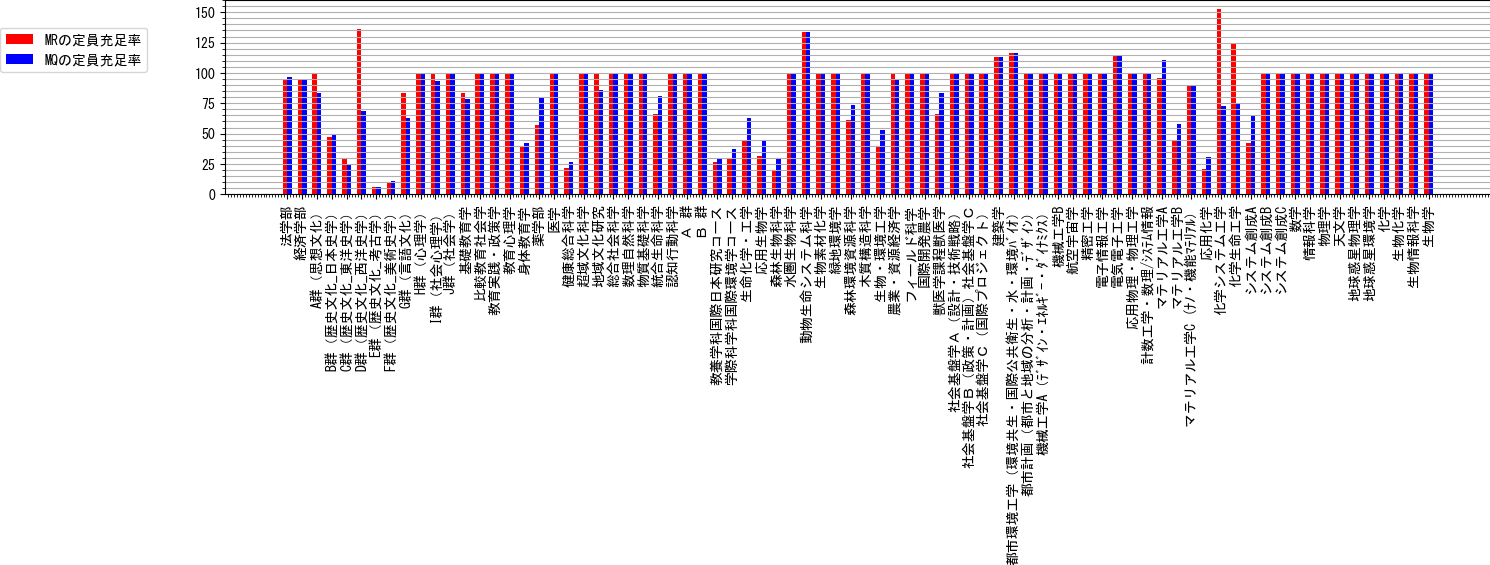 MRの定員充足率
MQの定員充足率
150
125
100
75
50
25
0
法学部
経済学部
A群（思想文化）
B群（歴史文化_日本史学）
C群（歴史文化_東洋史学）
D群（歴史文化_西洋史学）
E群（歴史文化_考古学）
F群（歴史文化_美術史学）
G群（言語文化）
H群（心理学）
I群（社会心理学）
J群（社会学）
基礎教育学
比較教育社会学
教育実践・政策学
教育心理学
身体教育学
薬学部
医学
健康総合科学
超域文化科学
地域文化研究
総合社会科学
数理自然科学
物質基礎科学
統合生命科学
認知行動科学
Ａ 群
Ｂ 群
教養学科国際日本研究コース
学際科学科国際環境学コース
生命化学・工学
応用生物学
森林生物科学
水圏生物科学
動物生命システム科学
生物素材化学
緑地環境学
森林環境資源科学
木質構造科学
生物・環境工学
農業・資源経済学
フィールド科学
国際開発農学
獣医学課程獣医学
社会基盤学Ａ（設計・技術戦略）
社会基盤学Ｂ（政策・計画）社会基盤学Ｃ
社会基盤学Ｃ（国際プロジェクト）
建築学
都市環境工学（環境共生・国際公共衛生・水・環境ﾊﾞｲｵ）
都市計画（都市と地域の分析・計画・ﾃﾞｻﾞｲﾝ）
機械工学A（ﾃﾞｻﾞｲﾝ・ｴﾈﾙｷﾞｰ・ﾀﾞｲﾅﾐｸｽ）
機械工学B
航空宇宙学
精密工学
電子情報工学
電気電子工学
応用物理・物理工学
計数工学・数理/ｼｽﾃﾑ情報
マテリアル工学A
マテリアル工学B
マテリアル工学C（ﾅﾉ・機能ﾏﾃﾘｱﾙ）
応用化学
化学システム工学
化学生命工学
システム創成A
システム創成B
システム創成C
数学
情報科学
物理学
天文学
地球惑星物理学
地球惑星環境学
化学
生物化学
生物情報科学
生物学